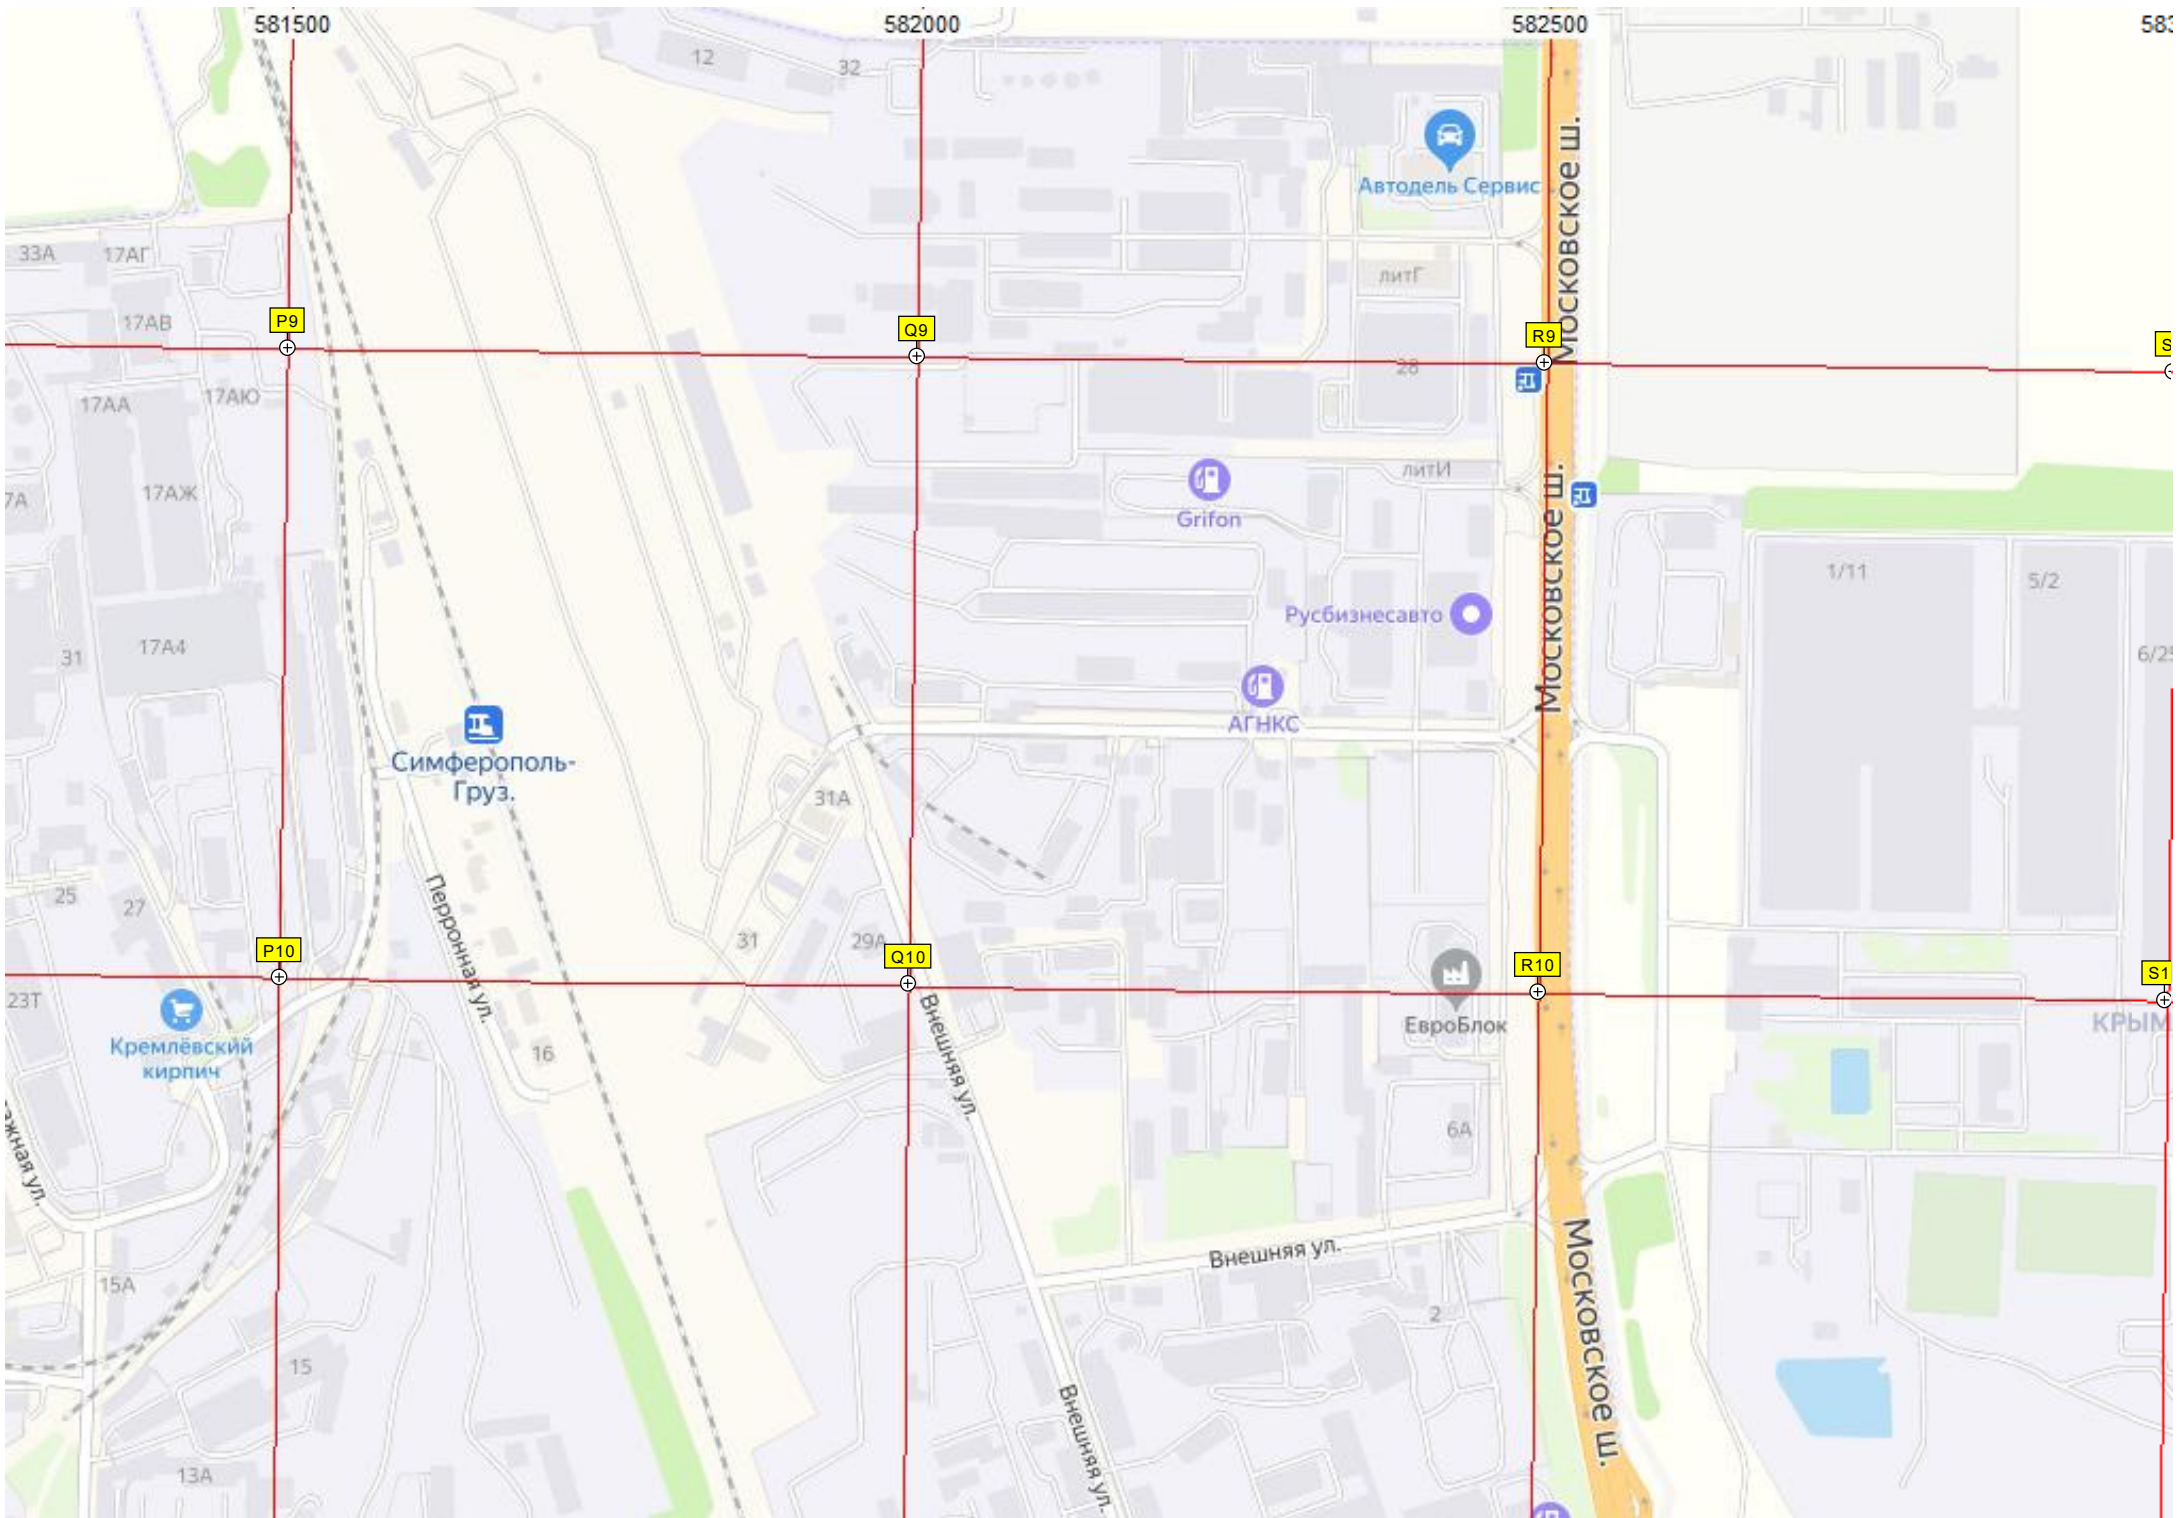 581500
582000
582500
12
32
Автодель Сервис
Московское ш.
33А
17АГ
литГ
17АВ
P9
Q9
R9
28
17АА
17АЮ
17АЖ
7А
литИ
Grifon
Московское ш.
1/11
5/2
Русбизнесавто
31
17А4
АГНКС
Симферополь-
Груз.
31А
25
27
Перронная ул.
31
29А
P10
Q10
R10
S1
23Т
Кремлёвский
кирпич
16
Внешняя ул.
ЕвроБлок
КРЫМ
6А
Внешняя ул.
Московское ш.
15А
2
15
Внешняя ул.
13А